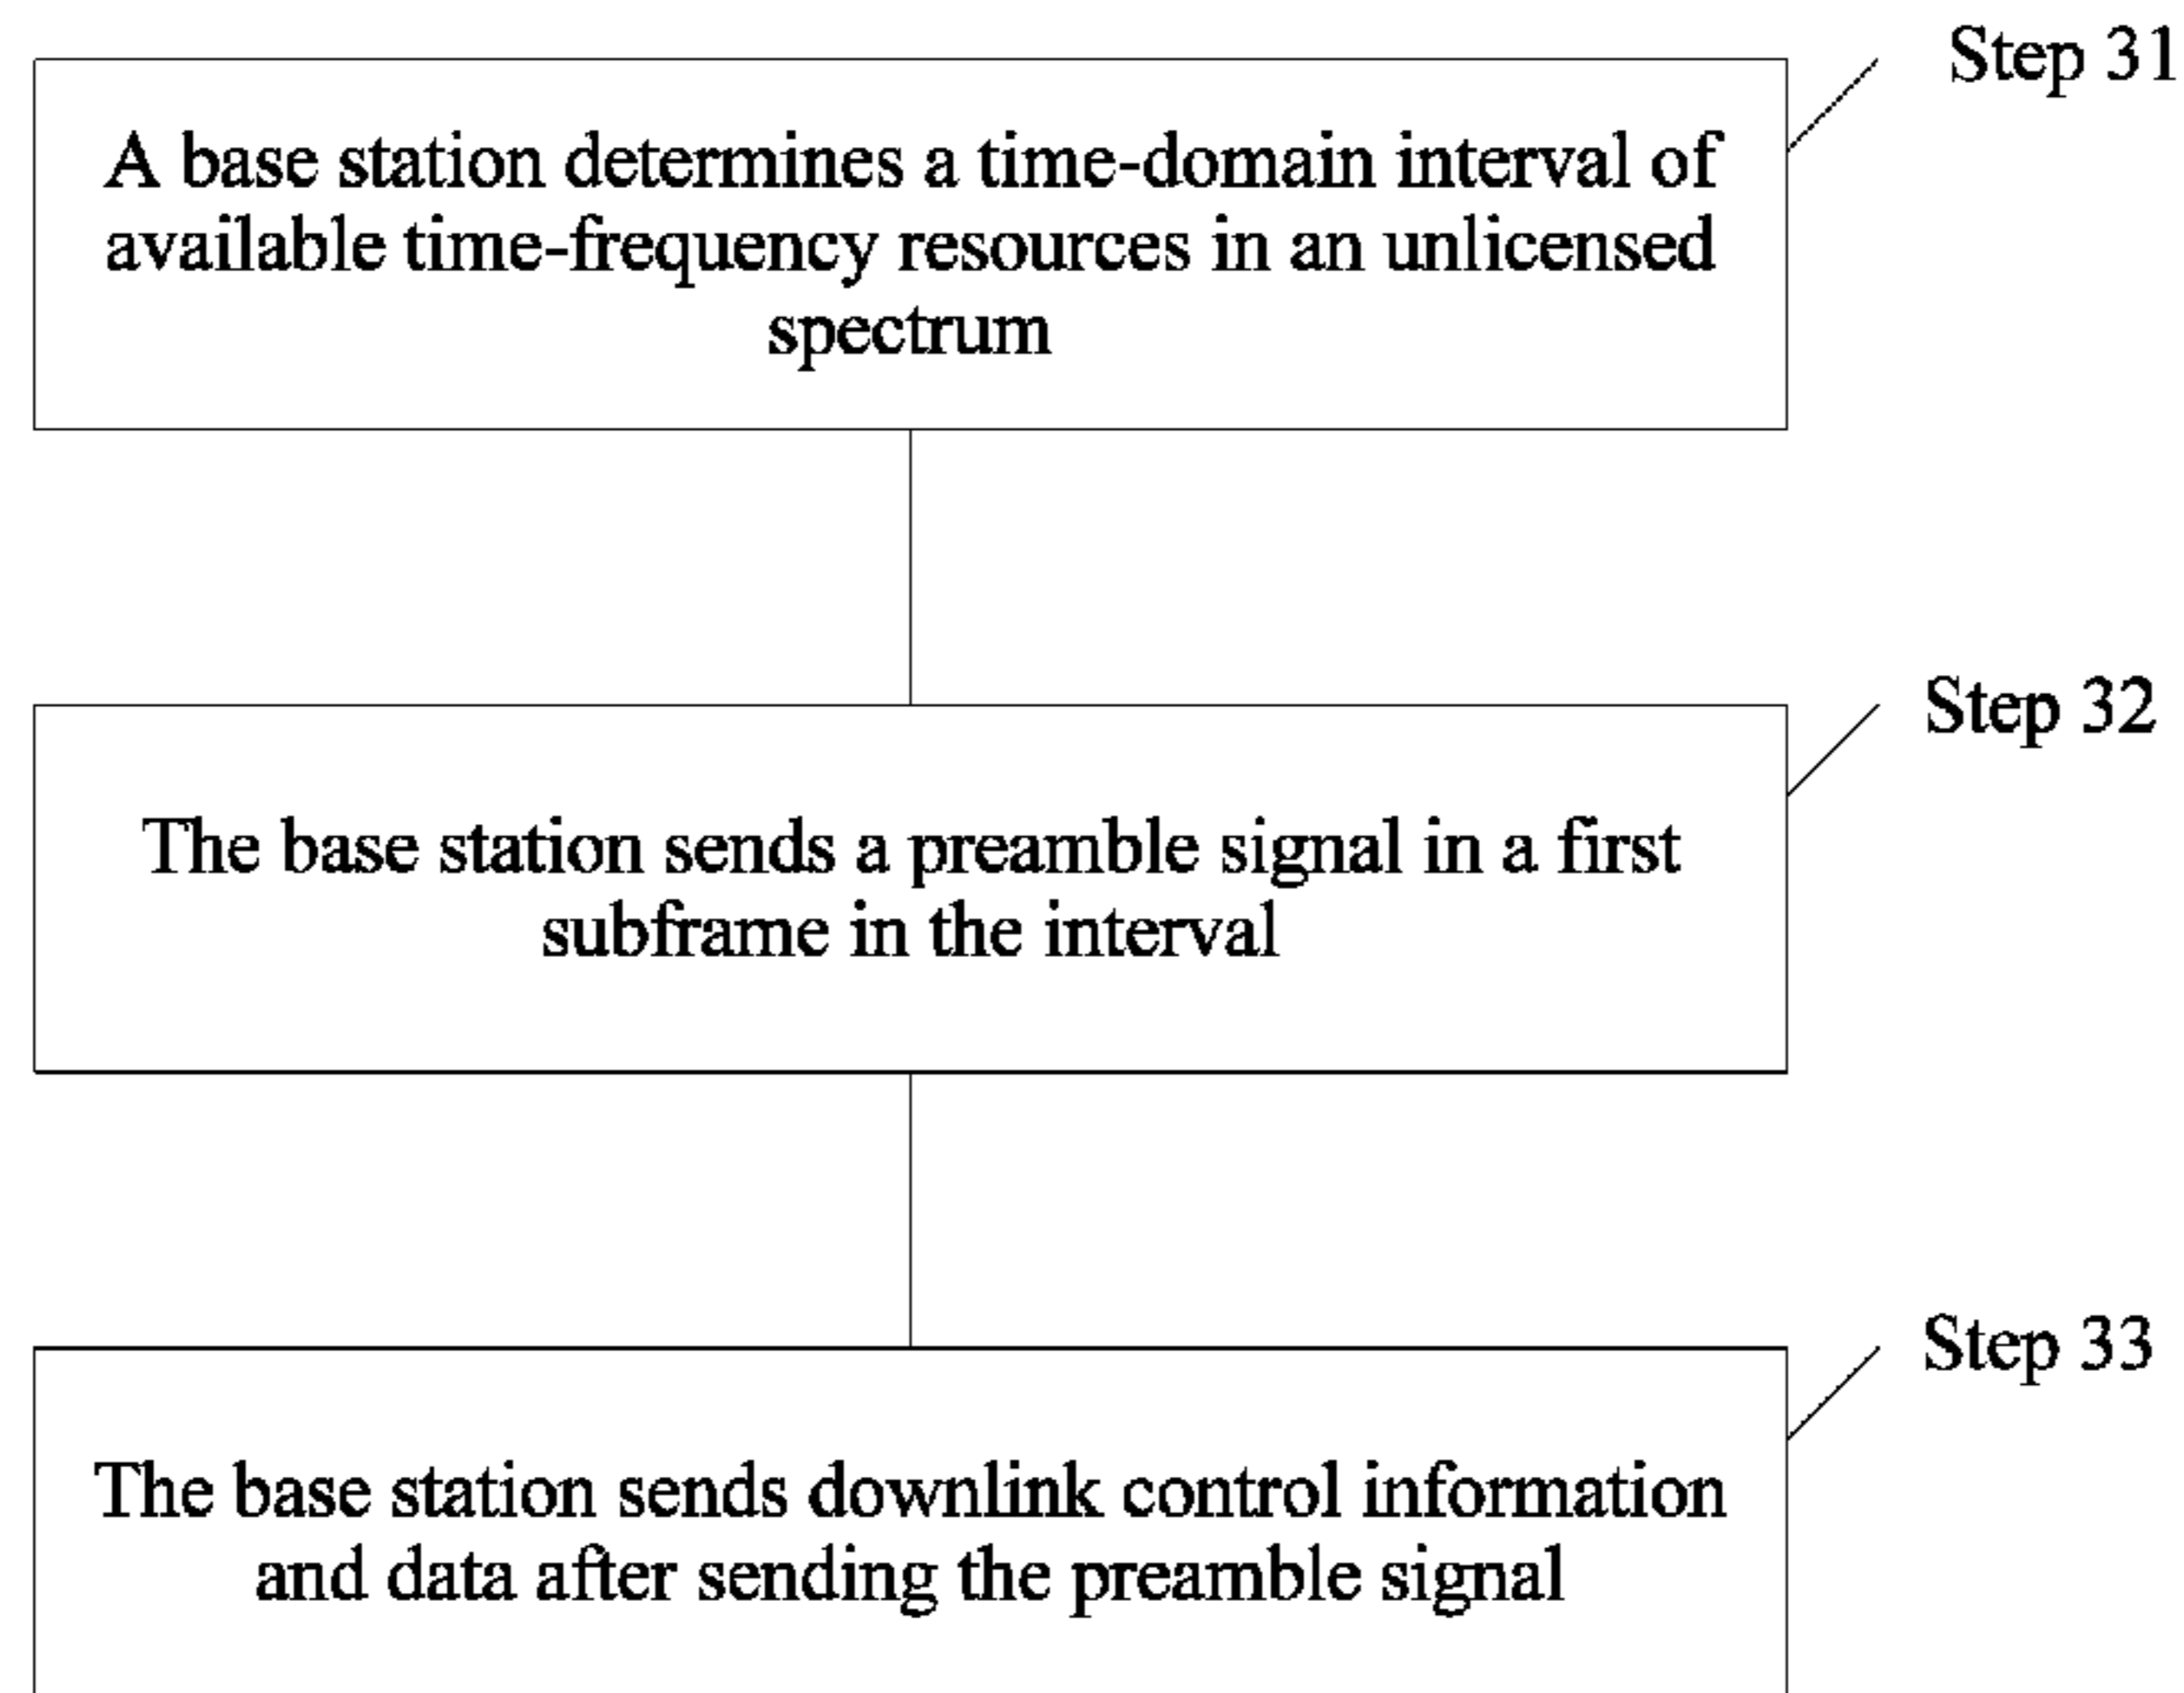 Step 31
A base station determines a time-domain interval of
available time-frequency resources in an unlicensed
spectrum
Step 32
The base station sends a preamble signal in a first
subframe in the interval
Step 33
The base station sends downlink control information
and data after sending the preamble signal